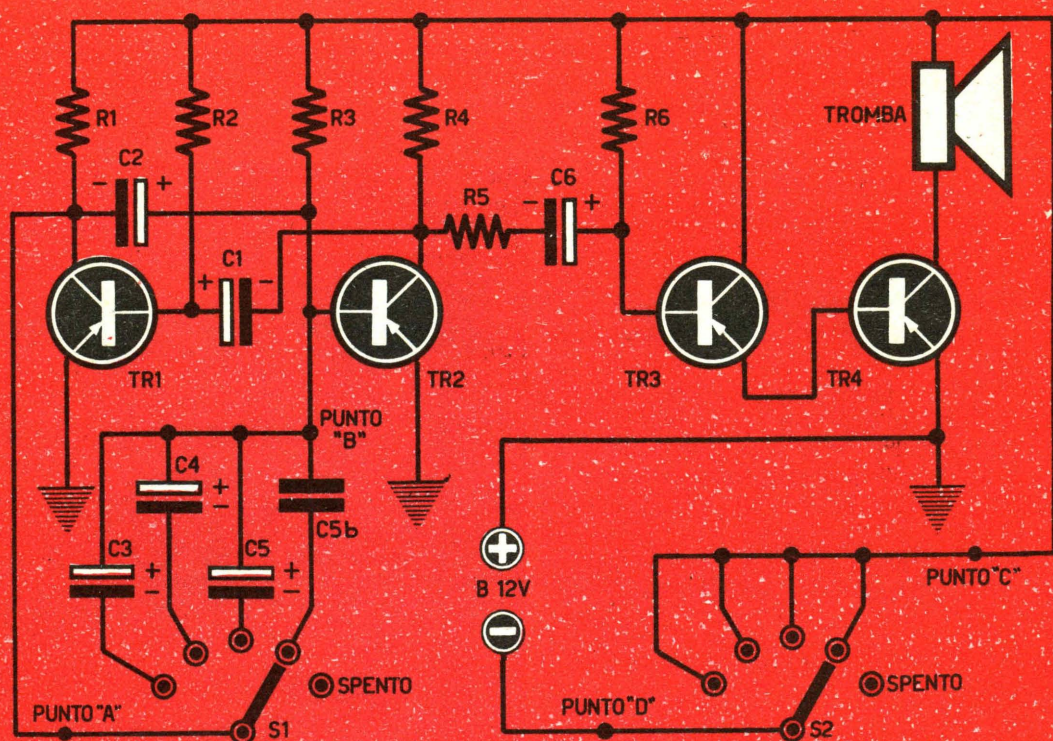 R1
R2
R3
R4
R6
TROMBA
C2
- +
R5
C6
- +
C1
+ -
TR1
TR2
TR3
TR4
PUNTO
"B"
C4
+
-
C3
+
-
C5
+
-
C5b
+
B 12V
-
PUNTO "C"
SPENTO
SPENTO
PUNTO "A"
S1
PUNTO "D"
S2